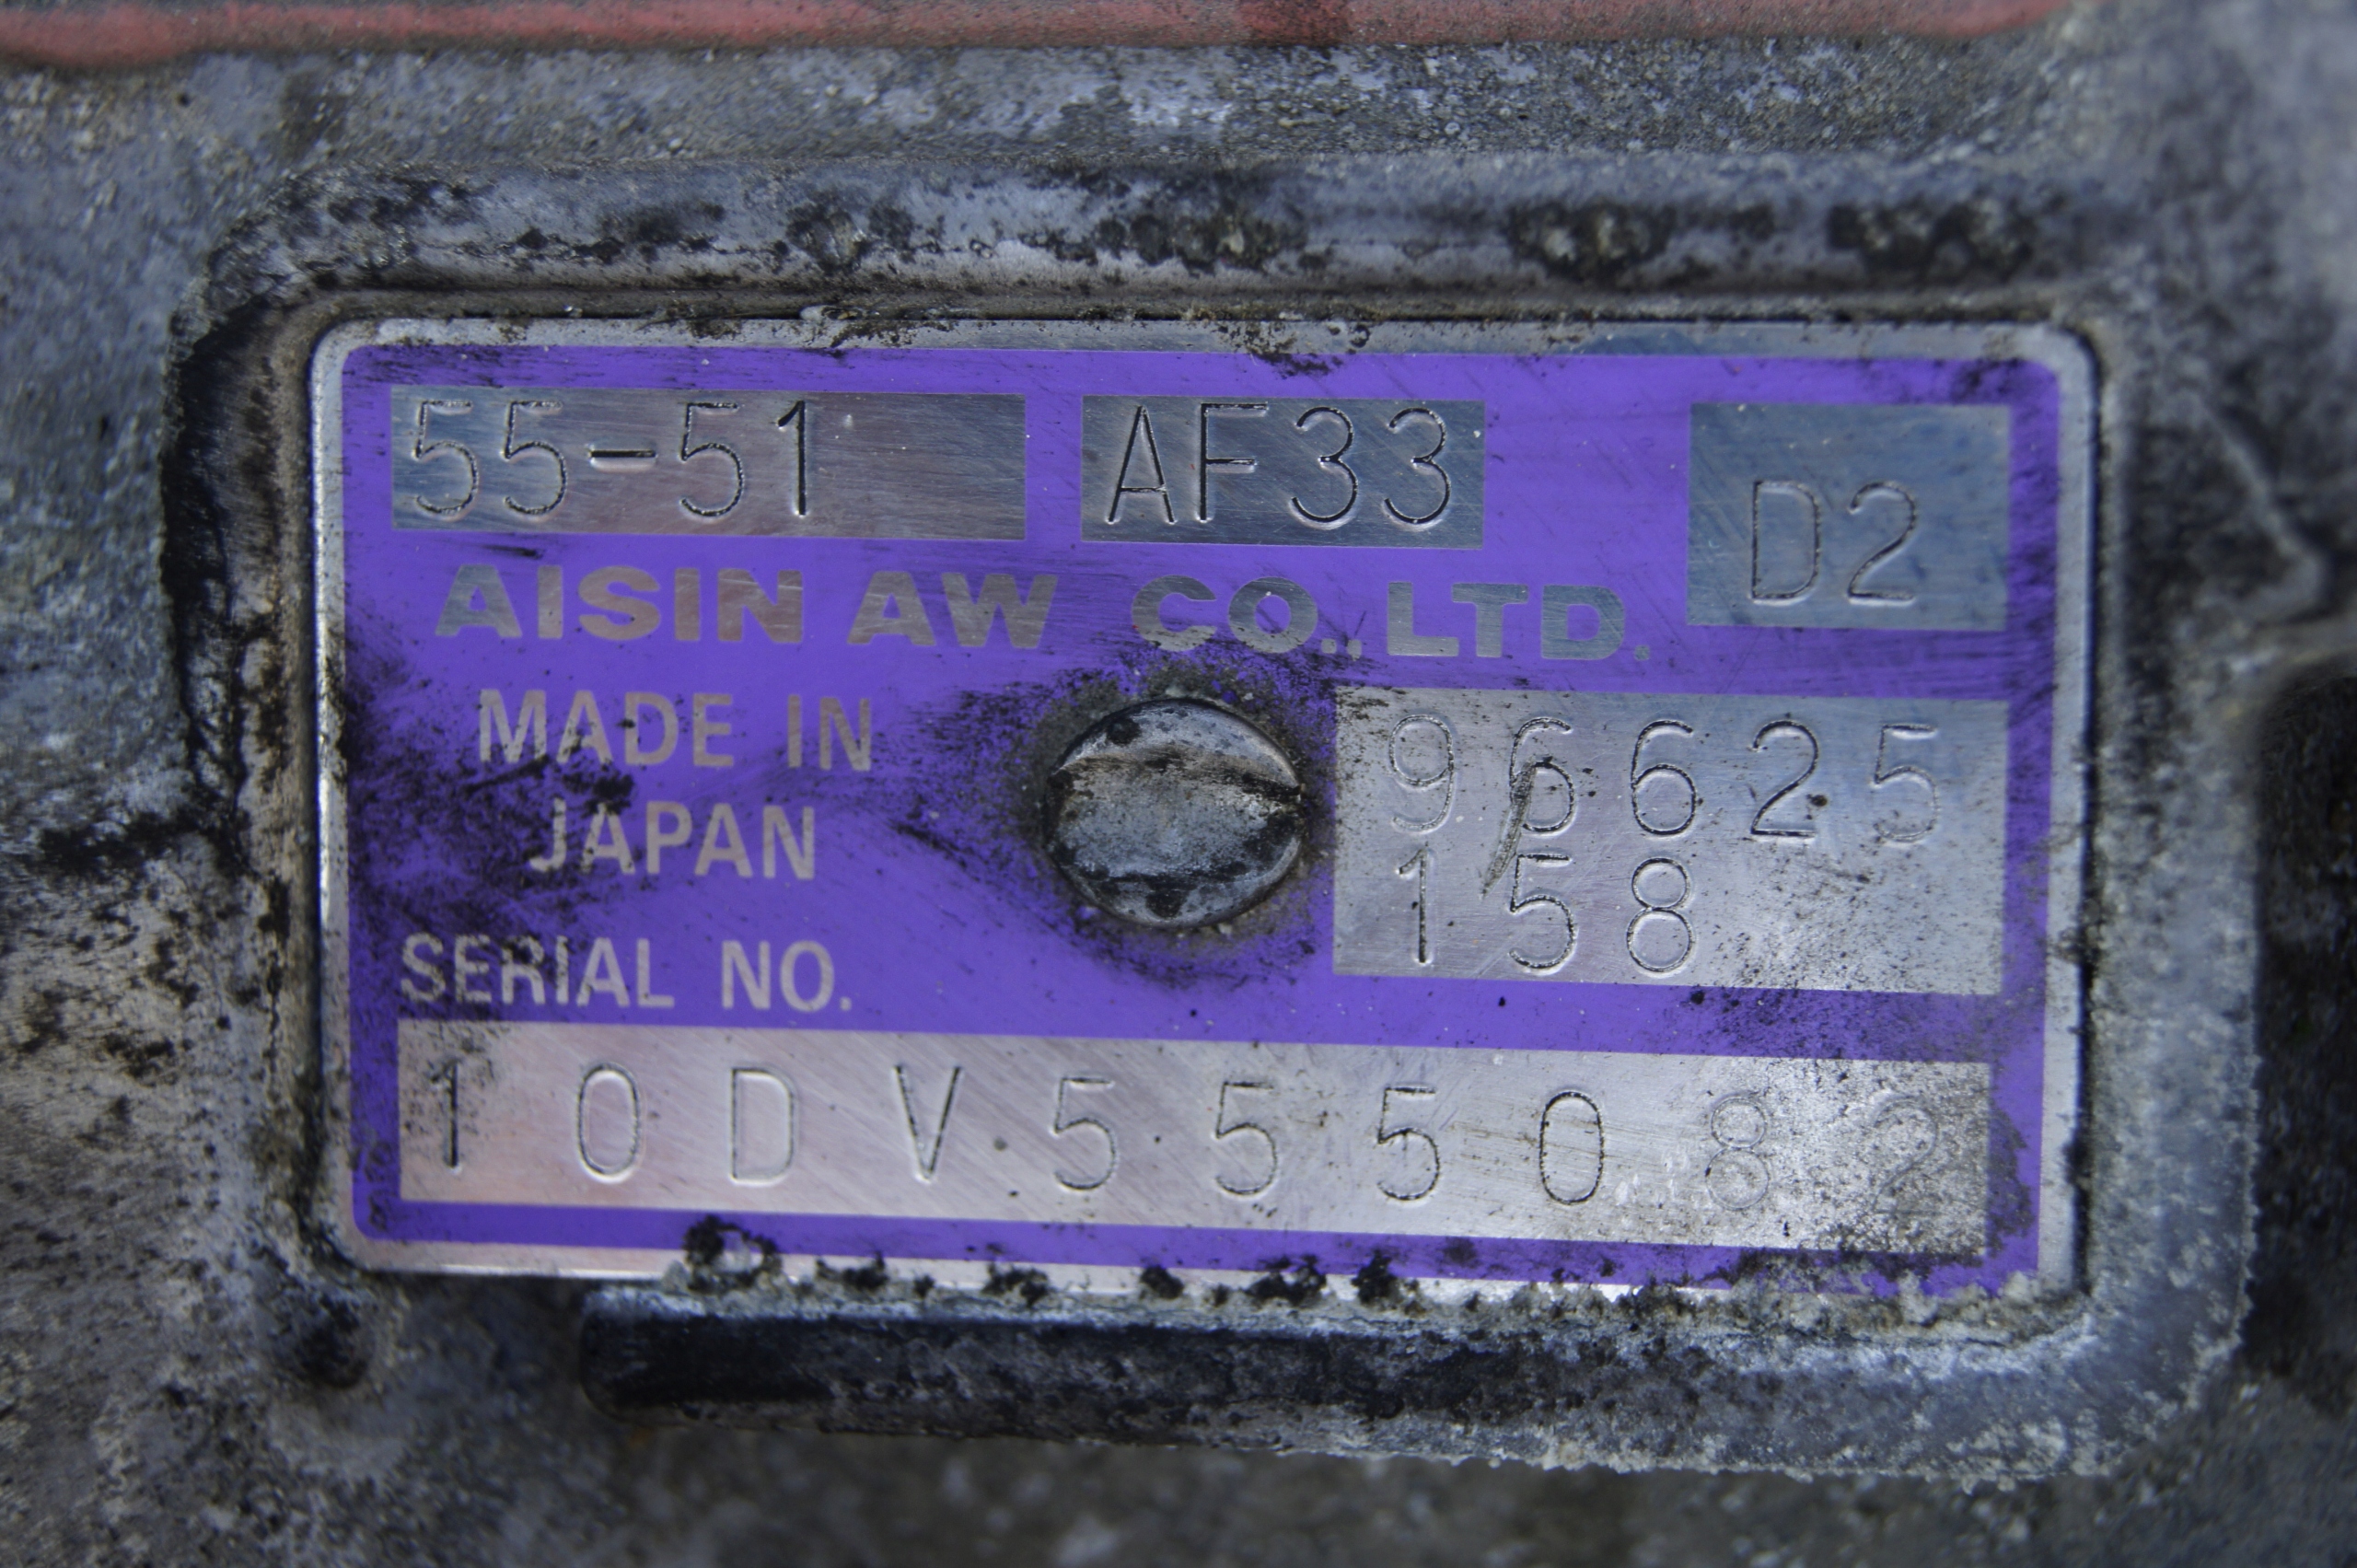 55-51 AF33 D2
AISIN AW CO., LTD.
MADE IN
JAPAN
96625
158
SERIAL NO.
10DV555082